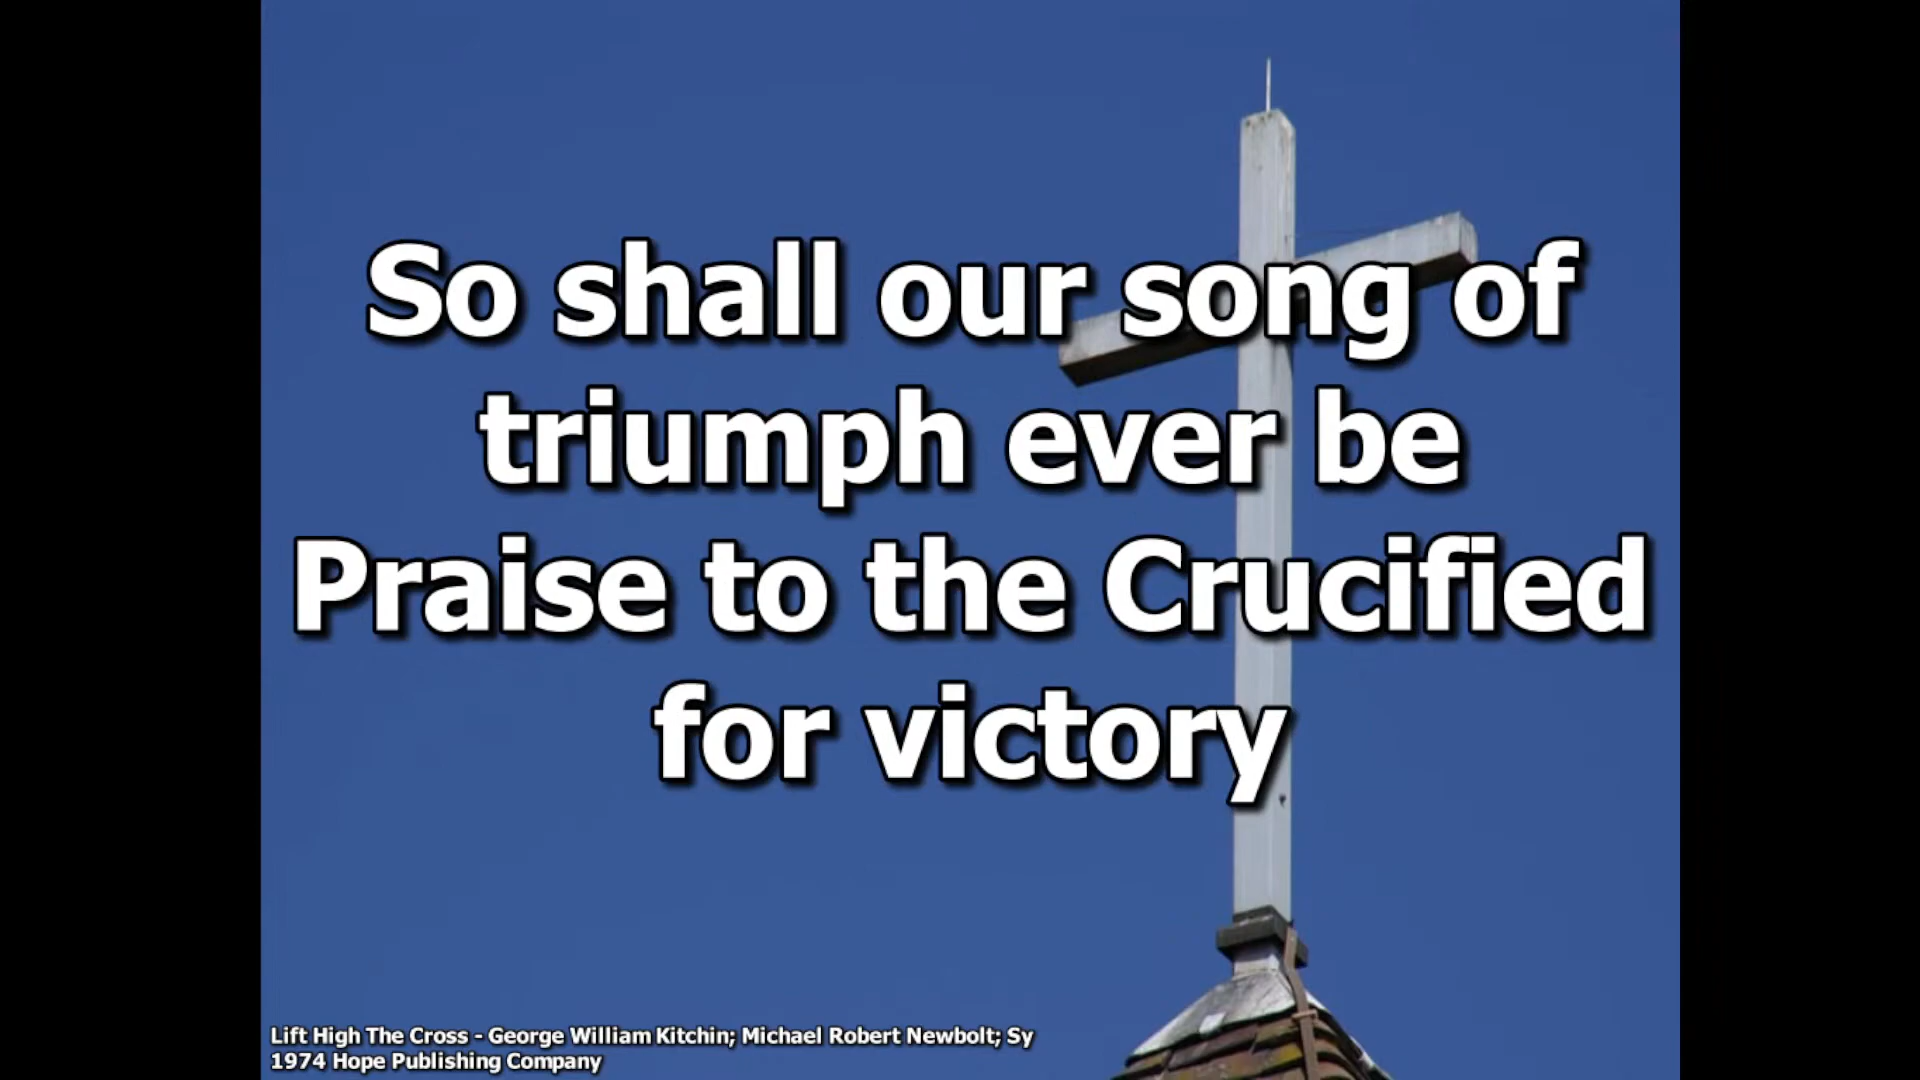 So shall our song of
triumph ever be
Praise to the Crucified
for victory
Lift High The Cross - George William Kitchin; Michael Robert Newbolt; Sy
1974 Hope Publishing Company